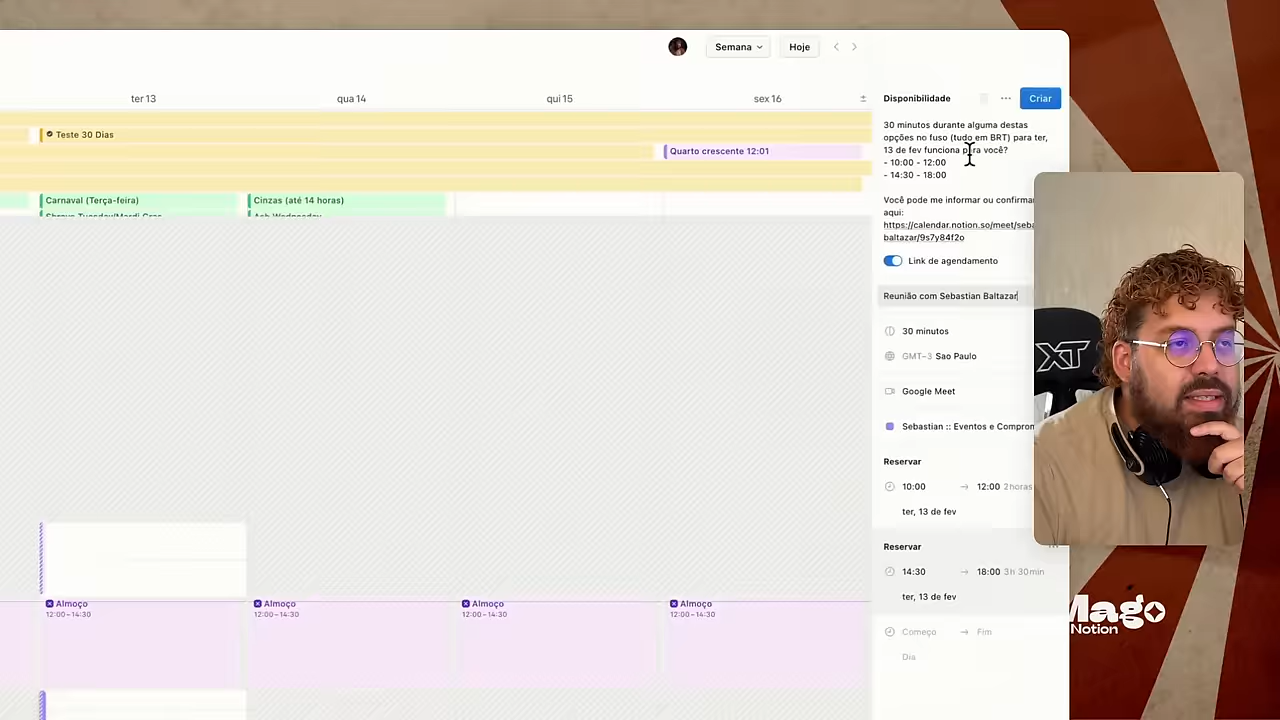 Semana
Hoje
ter 13
qua 14
qui 15
sex 16
Teste 30 Dias
Quarto crescente 12:01
Carnaval (Terça-feira)
Cinzas (até 14 horas)
Shrove Tuesday/Mardi Gras
Ash Wednesday
Almoço
12:00–14:30
Almoço
12:00–14:30
Almoço
12:00–14:30
Almoço
12:00–14:30
Disponibilidade
Criar
30 minutos durante alguma destas
opções no fuso (tudo em BRT) para ter,
13 de fev funciona para você?
- 10:00 - 12:00
- 14:30 - 18:00
Você pode me informar ou confirmar
aqui:
https://calendar.notion.so/meet/seba
baltazar/9s7y84f2o
Link de agendamento
Reunião com Sebastian Baltazar
30 minutos
GMT-3 Sao Paulo
Google Meet
Sebastian :: Eventos e Compron
Reservar
10:00 → 12:00 2 horas
ter, 13 de fev
Reservar
14:30 → 18:00 3h 30min
ter, 13 de fev
Começo → Fim
Dia
XT
Mago
Notion